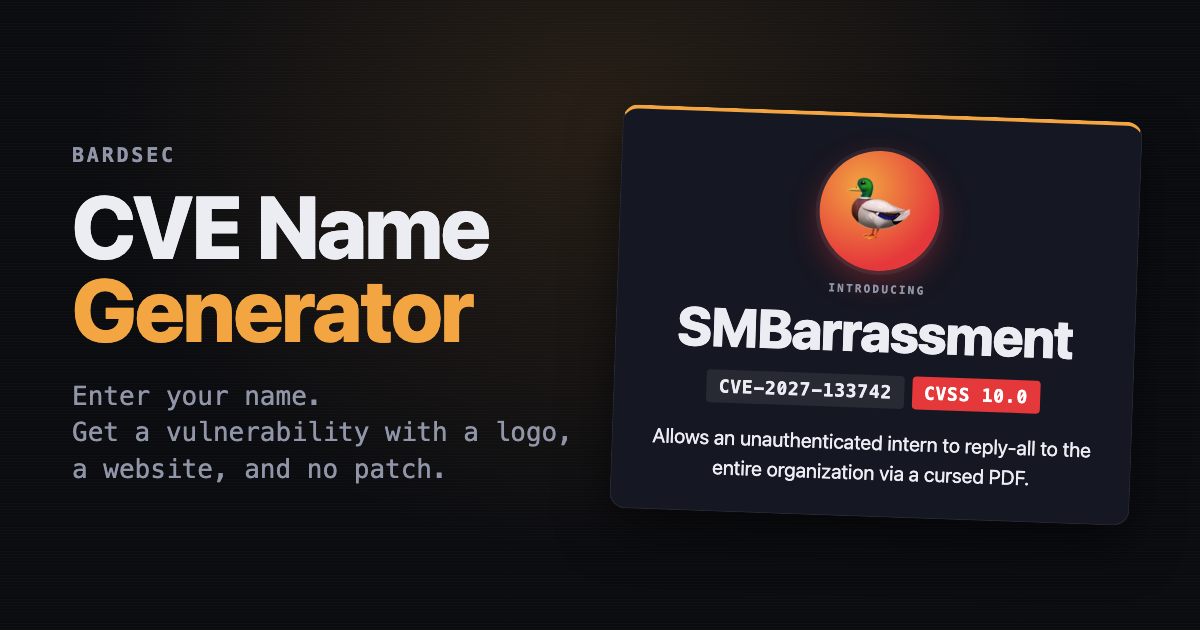 BARDSEC
CVE Name
Generator
Enter your name.
Get a vulnerability with a logo,
a website, and no patch.
INTRODUCING
SMBarrassment
CVE-2027-133742 CVSS 10.0
Allows an unauthenticated intern to reply-all to the
entire organization via a cursed PDF.